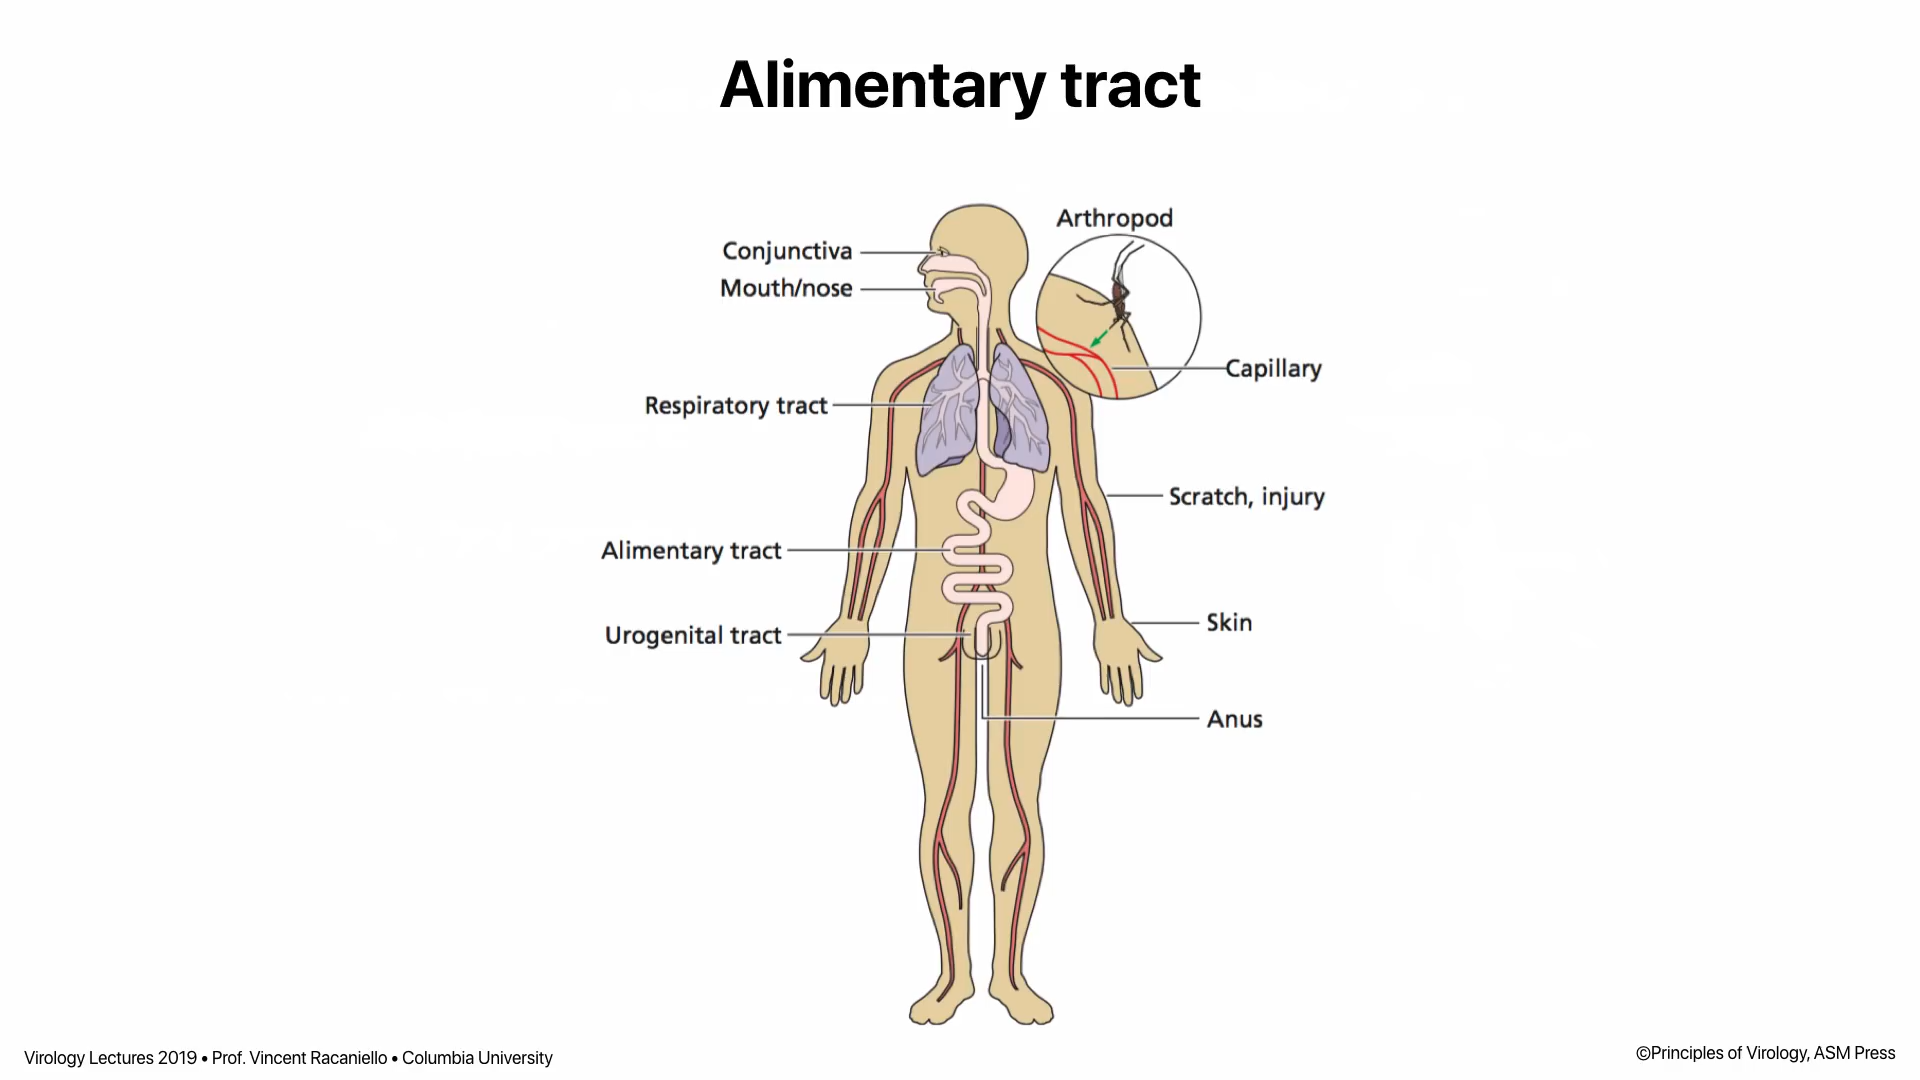 Alimentary tract
Arthropod
Conjunctiva
Mouth/nose
Capillary
Respiratory tract
Scratch, injury
Alimentary tract
Skin
Urogenital tract
Anus
Virology Lectures 2019 • Prof. Vincent Racaniello • Columbia University
©Principles of Virology, ASM Press